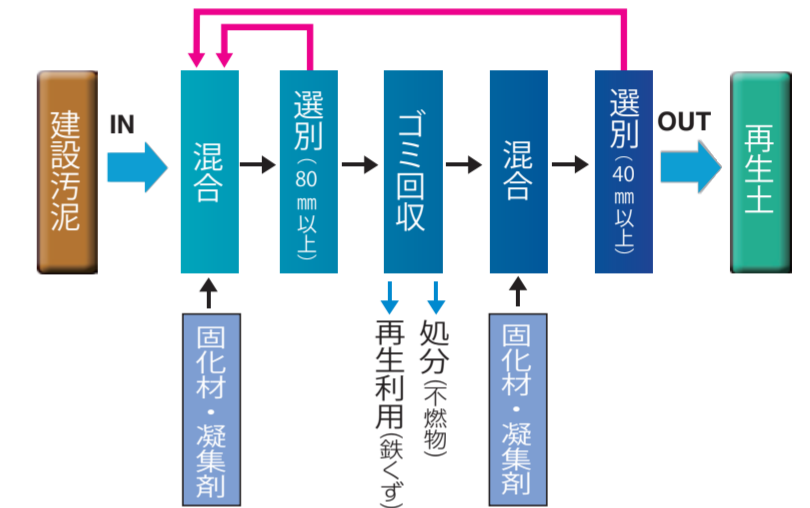 建設汚泥
IN
混合
選別(80mm以上)
ゴミ回収
混合
選別(40mm以上)
OUT
再生土
固化材・凝集剤
再生利用(鉄くず)
処分(不燃物)
固化材・凝集剤